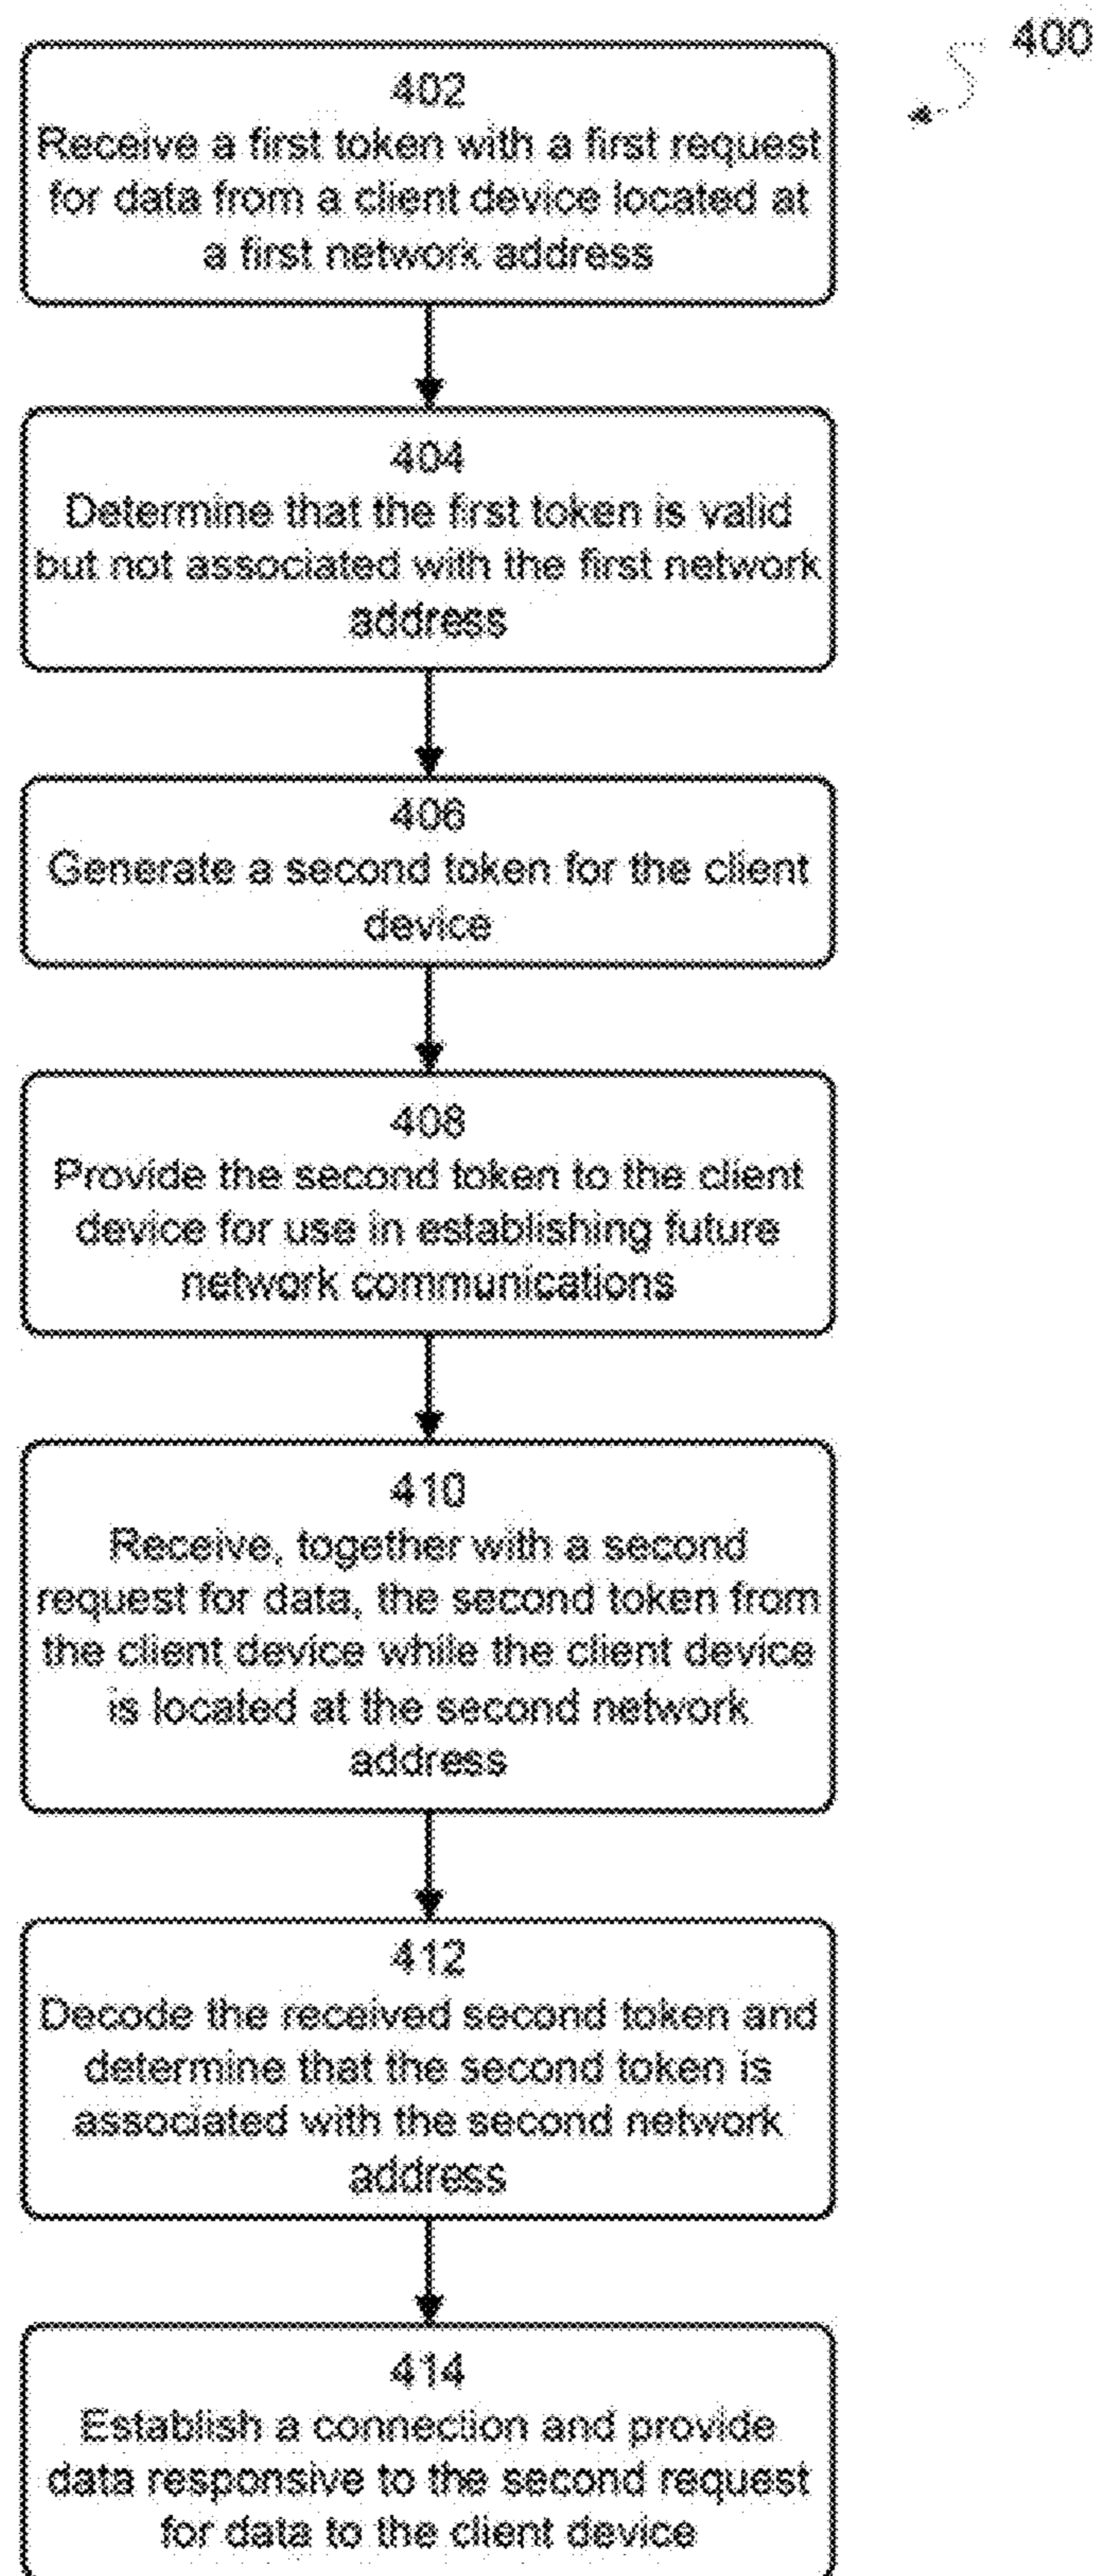 400
402
Receive a first token with a first request
for data from a client device located at
a first network address
404
Determine that the first token is valid
but not associated with the first network
address
406
Generate a second token for the client
device
408
Provide the second token to the client
device for use in establishing future
network communications
410
Receive, together with a second
request for data, the second token from
the client device while the client device
is located at the second network
address
412
Decode the received second token and
determine that the second token is
associated with the second network
address
414
Establish a connection and provide
data responsive to the second request
for data to the client device